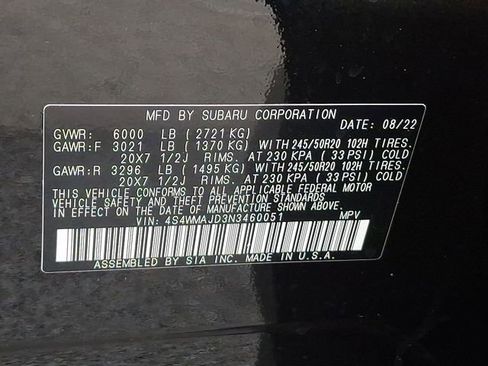 MFD BY SUBARU CORPORATION
DATE: 08/22
GVWR: 6000 LB (2721 KG)
GAWR:F 3021 LB (1370 KG) WITH 245/50R20 102H TIRES.
20X7 1/2J RIMS. AT 230 KPA (33 PSI) COLD
GAWR:R 3296 LB (1495 KG) WITH 245/50R20 102H TIRES.
20X7 1/2J RIMS. AT 230 KPA (33 PSI) COLD
THIS VEHICLE CONFORMS TO ALL APPLICABLE FEDERAL MOTOR
VEHICLE SAFETY AND THEFT PREVENTION STANDARDS IN
EFFECT ON THE DATE OF MANUFACTURE SHOWN ABOVE.
VIN: 4S4WMAJD3N3460051 MPV
ASSEMBLED BY SIA INC. MADE IN U.S.A.